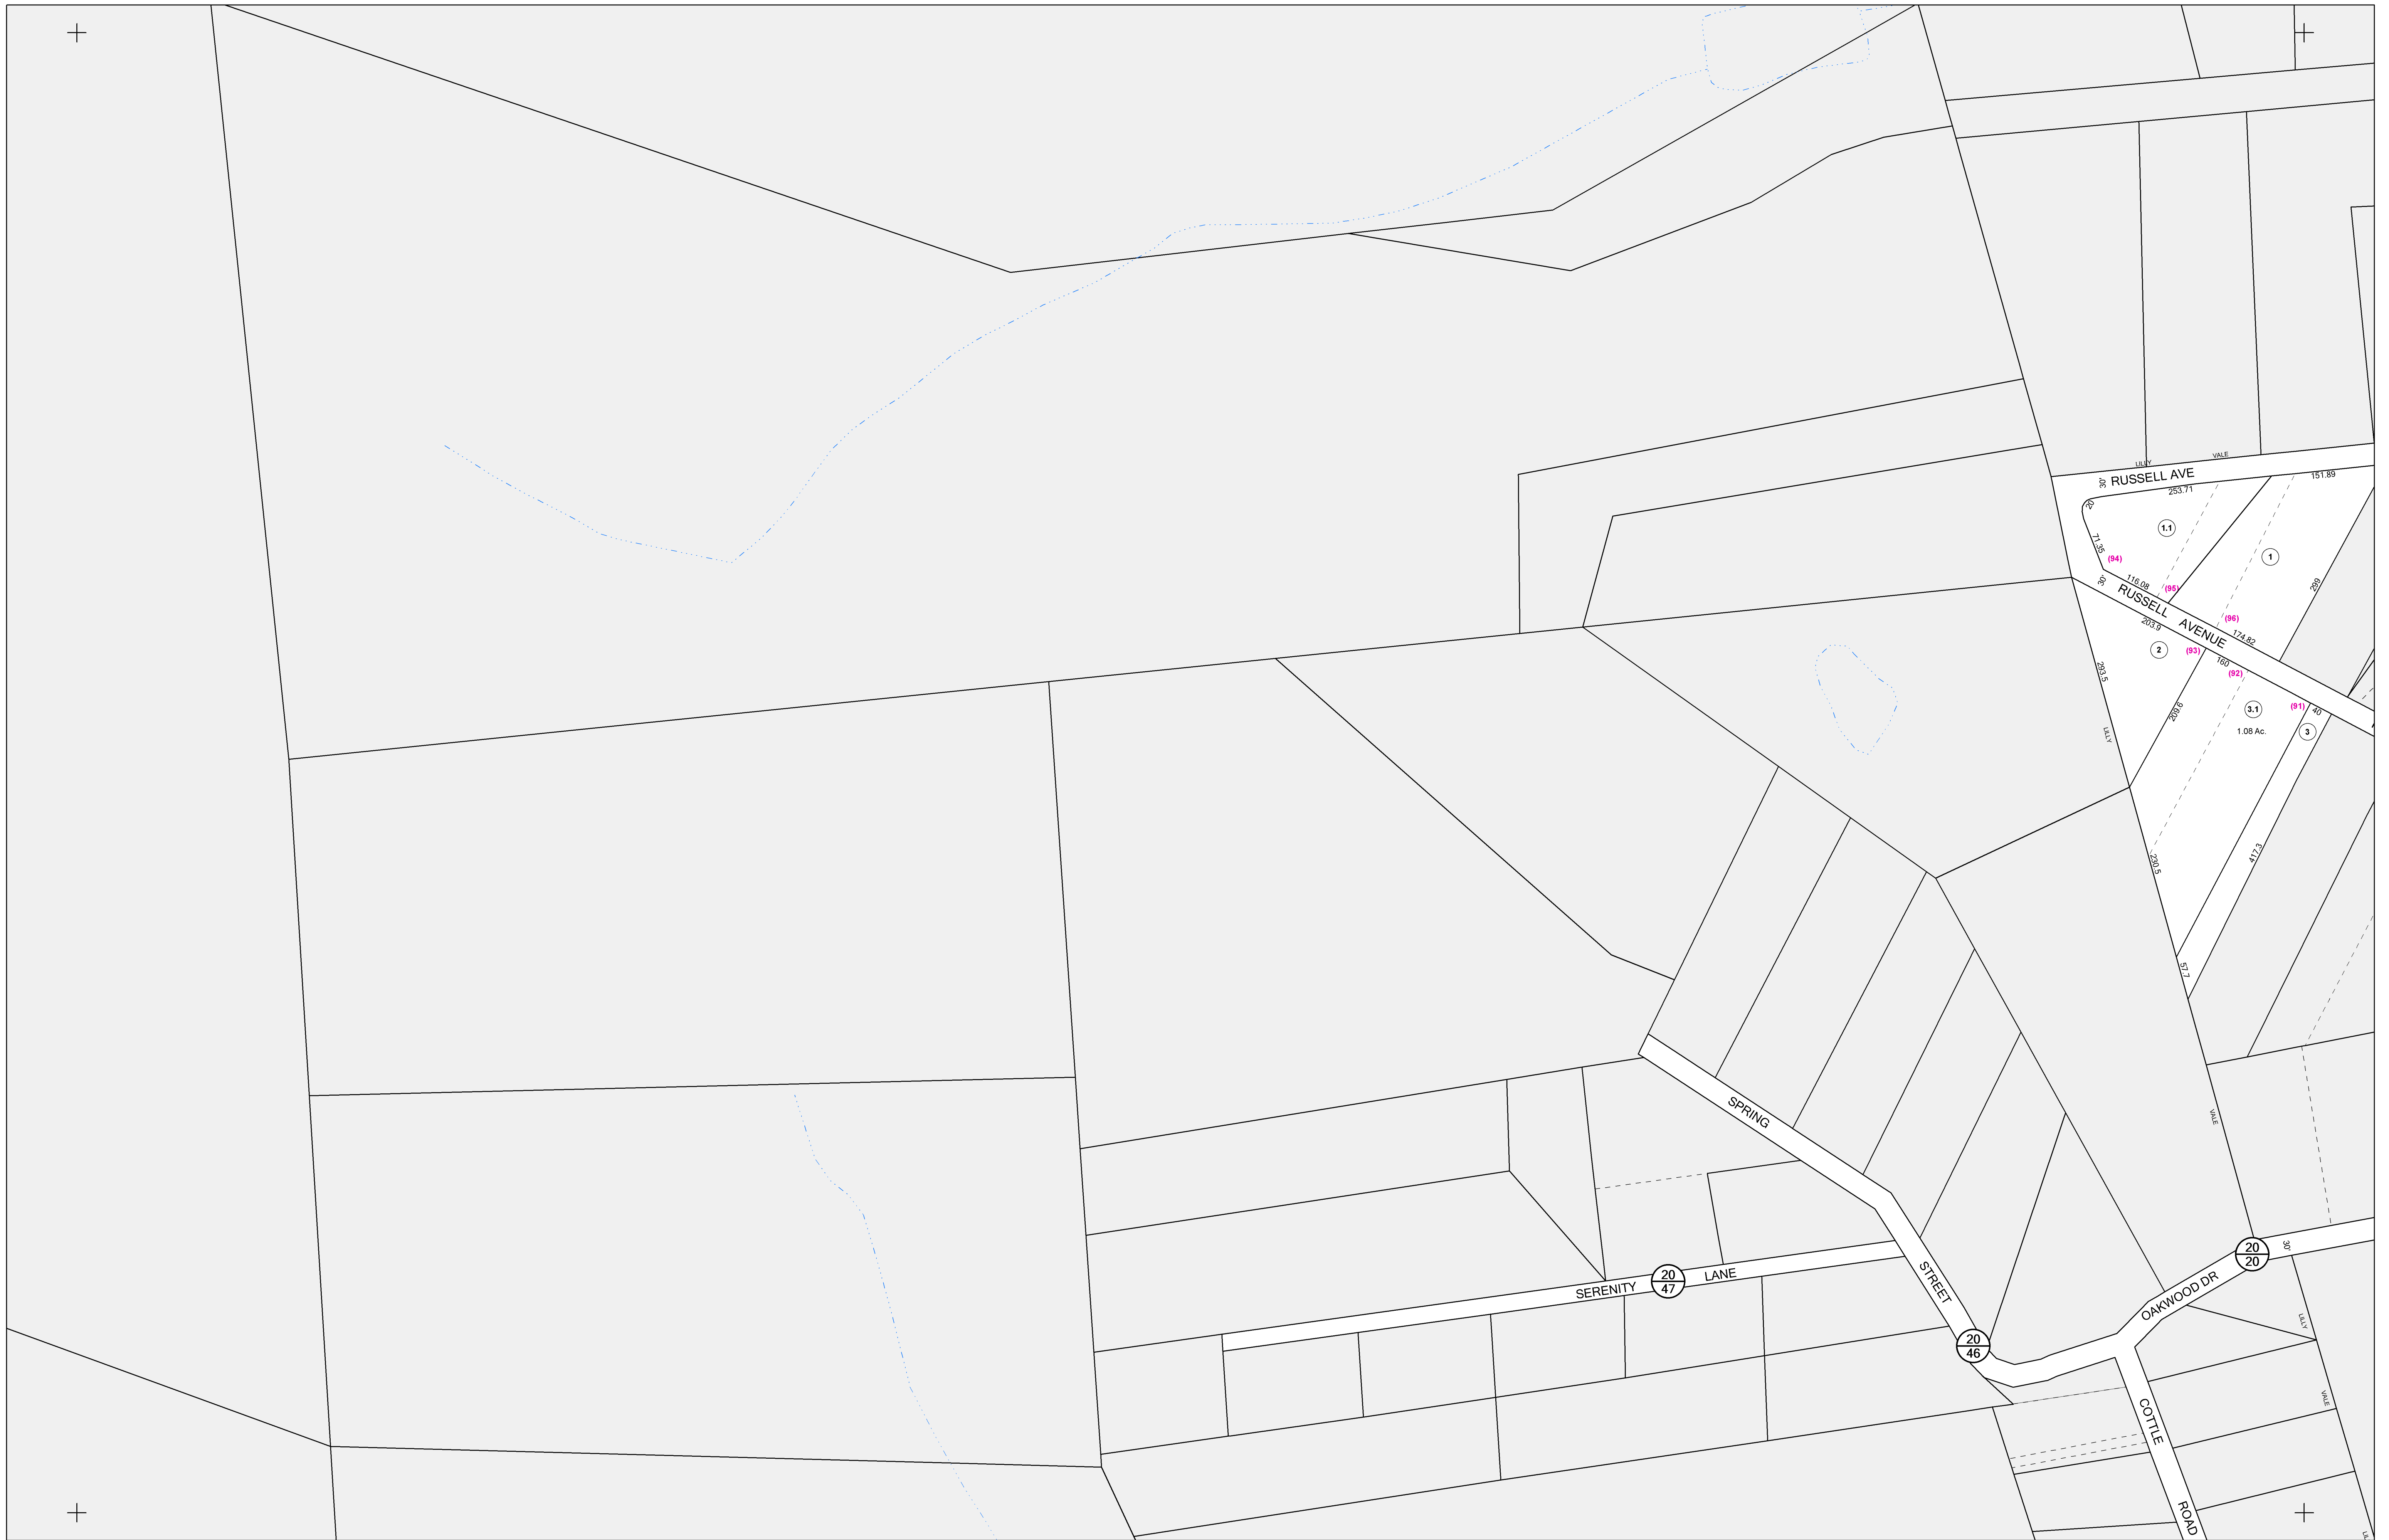 LILLY
VALE
30'
RUSSELL AVE
253.71
151.89
20
1.1
71.35
(94)
1
299
30'
116.08
(95)
RUSSELL AVENUE
203.9
(96)
174.82
2
(93)
160
(92)
293.5
209.6
3.1
(91)
40
1.08 Ac.
3
LILLY
417.3
230.5
57.7
SPRING
VALE
STREET
SERENITY
20
47
LANE
20
20
30'
OAKWOOD DR
20
46
LILLY
COTTLE
VALE
ROAD